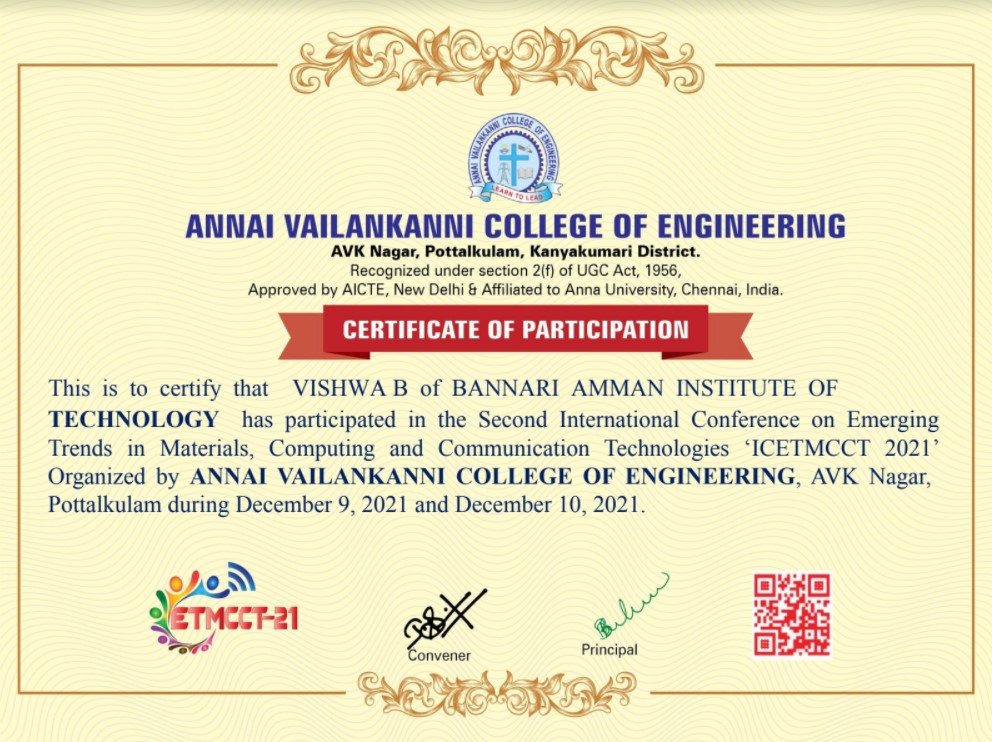 ANNAI VAILANKANNI COLLEGE OF ENGINEERING
LEARN TO LEAD
ANNAI VAILANKANNI COLLEGE OF ENGINEERING
AVK Nagar, Pottalkulam, Kanyakumari District.
Recognized under section 2(f) of UGC Act, 1956,
Approved by AICTE, New Delhi & Affiliated to Anna University, Chennai, India.
CERTIFICATE OF PARTICIPATION
This is to certify that VISHWA B of BANNARI AMMAN INSTITUTE OF
TECHNOLOGY has participated in the Second International Conference on Emerging
Trends in Materials, Computing and Communication Technologies ‘ICETMCCT 2021’
Organized by ANNAI VAILANKANNI COLLEGE OF ENGINEERING, AVK Nagar,
Pottalkulam during December 9, 2021 and December 10, 2021.
ETMCCT-21
Convener
Principal